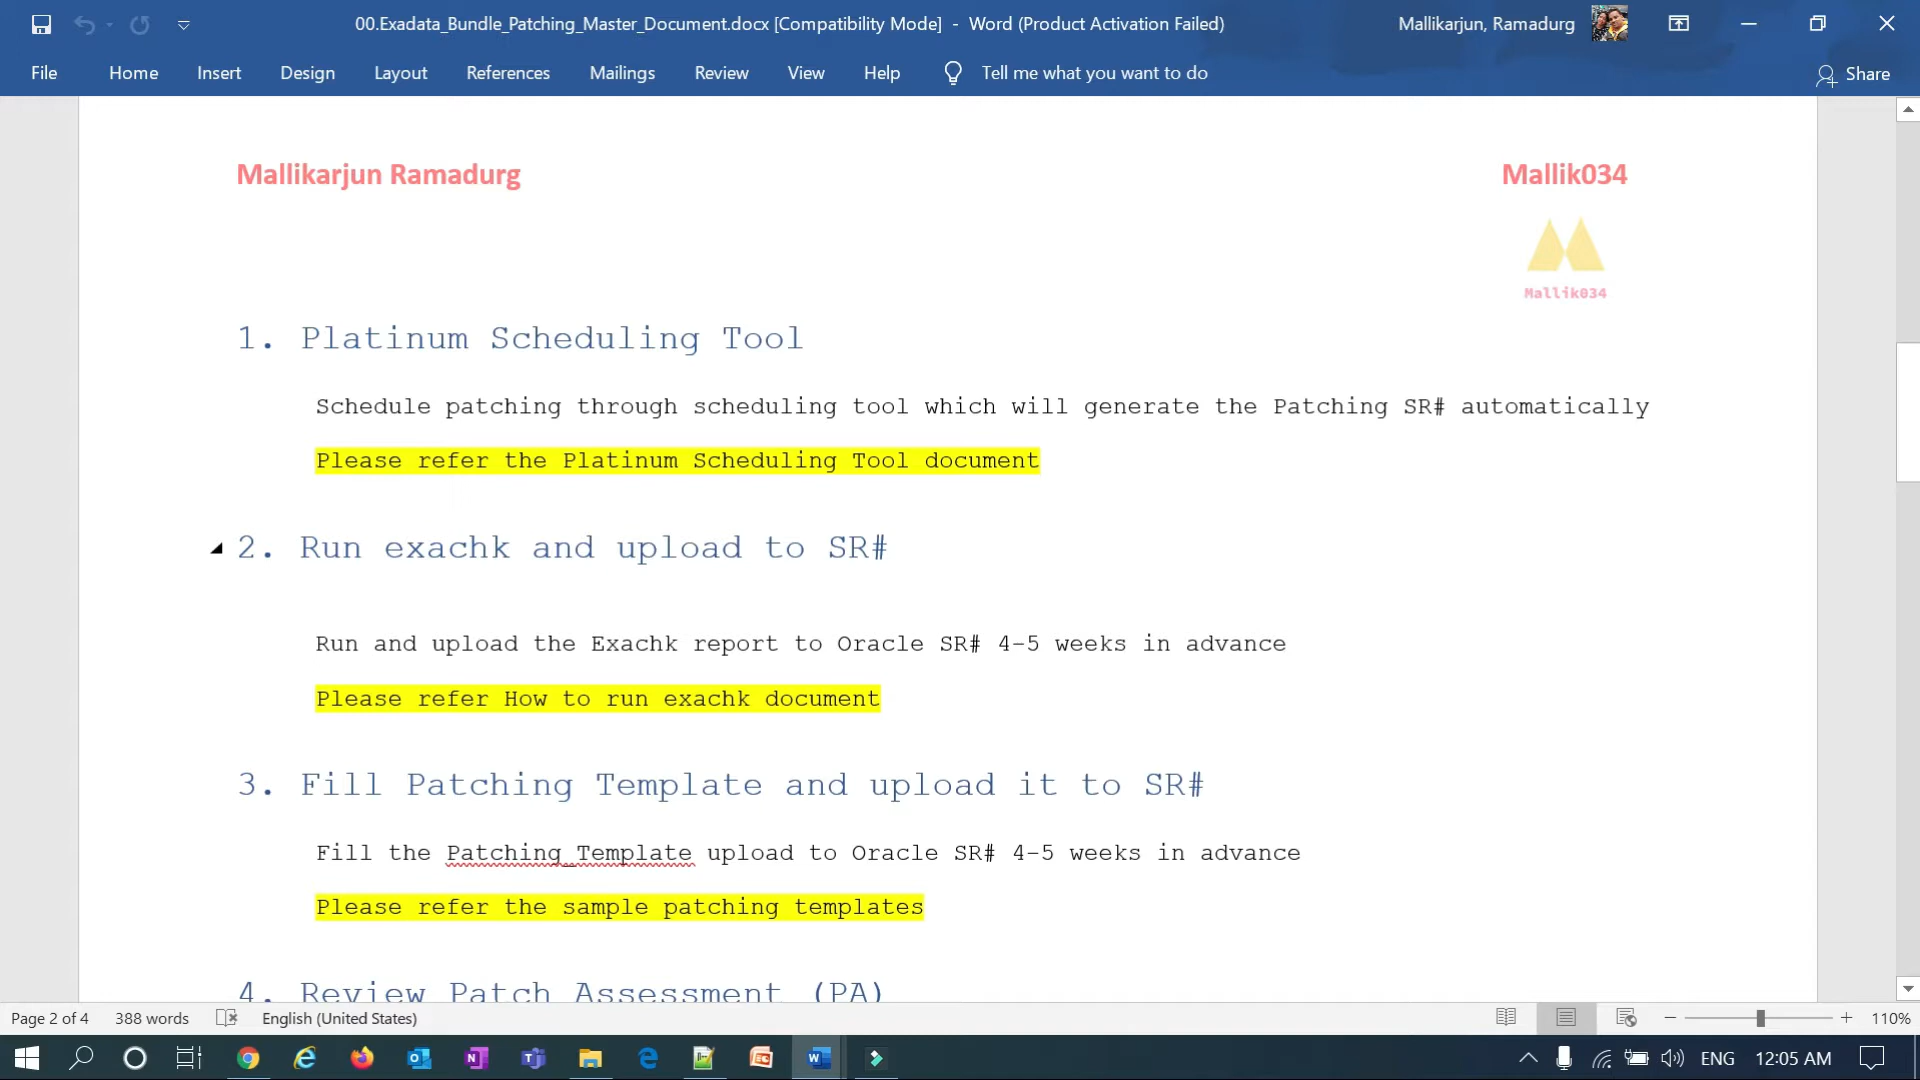 00.Exadata_Bundle_Patching_Master_Document.docx [Compatibility Mode] - Word (Product Activation Failed)
Mallikarjun, Ramadurg
File Home Insert Design Layout References Mailings Review View Help Tell me what you want to do Share
Mallikarjun Ramadurg Mallik034
Mallik034
1. Platinum Scheduling Tool
Schedule patching through scheduling tool which will generate the Patching SR# automatically
Please refer the Platinum Scheduling Tool document
2. Run exachk and upload to SR#
Run and upload the Exachk report to Oracle SR# 4-5 weeks in advance
Please refer How to run exachk document
3. Fill Patching Template and upload it to SR#
Fill the Patching_Template upload to Oracle SR# 4-5 weeks in advance
Please refer the sample patching templates
4. Review Patch Assessment (PA)
Page 2 of 4 388 words English (United States) 110%
ENG 12:05 AM